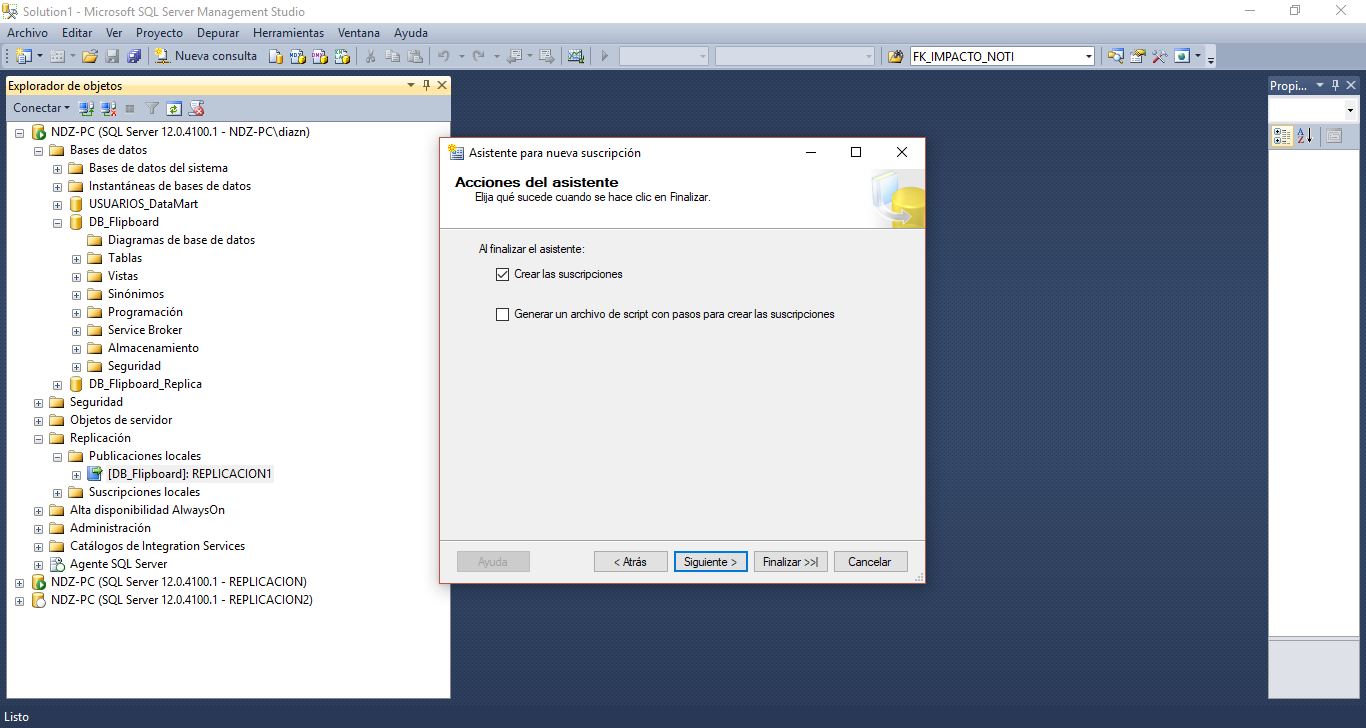 Solution1 - Microsoft SQL Server Management Studio
Archivo Editar Ver Proyecto Depurar Herramientas Ventana Ayuda
Nueva consulta FK_IMPACTO_NOTI
Explorador de objetos
Conectar
NDZ-PC (SQL Server 12.0.4100.1 - NDZ-PC\diazn)
Bases de datos
Bases de datos del sistema
Instantáneas de bases de datos
USUARIOS_DataMart
DB_Flipboard
Diagramas de base de datos
Tablas
Vistas
Sinónimos
Programación
Service Broker
Almacenamiento
Seguridad
DB_Flipboard_Replica
Seguridad
Objetos de servidor
Replicación
Publicaciones locales
[DB_Flipboard]: REPLICACION1
Suscripciones locales
Alta disponibilidad AlwaysOn
Administración
Catálogos de Integration Services
Agente SQL Server
NDZ-PC (SQL Server 12.0.4100.1 - REPLICACION)
NDZ-PC (SQL Server 12.0.4100.1 - REPLICACION2)
Asistente para nueva suscripción
Acciones del asistente
Elija qué sucede cuando se hace clic en Finalizar.
Al finalizar el asistente:
Crear las suscripciones
Generar un archivo de script con pasos para crear las suscripciones
Ayuda < Atrás Siguiente > Finalizar >>| Cancelar
Propi...
Listo